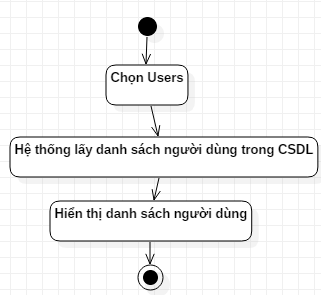 Chọn Users
Hệ thống lấy danh sách người dùng trong CSDL
Hiển thị danh sách người dùng